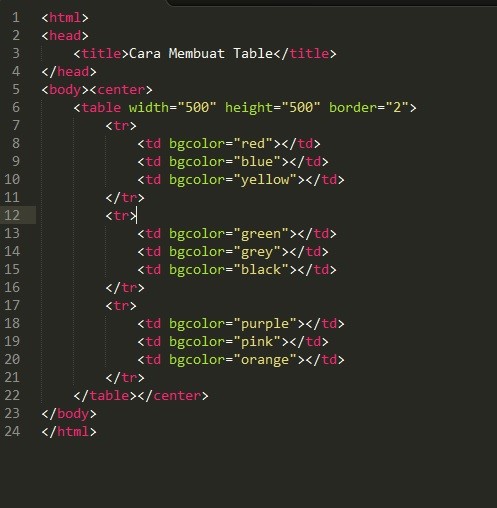 1 <html>
2 <head>
3 <title>Cara Membuat Table</title>
4 </head>
5 <body><center>
6 <table width="500" height="500" border="2">
7 <tr>
8 <td bgcolor="red"></td>
9 <td bgcolor="blue"></td>
10 <td bgcolor="yellow"></td>
11 </tr>
12 <tr>
13 <td bgcolor="green"></td>
14 <td bgcolor="grey"></td>
15 <td bgcolor="black"></td>
16 </tr>
17 <tr>
18 <td bgcolor="purple"></td>
19 <td bgcolor="pink"></td>
20 <td bgcolor="orange"></td>
21 </tr>
22 </table></center>
23 </body>
24 </html>